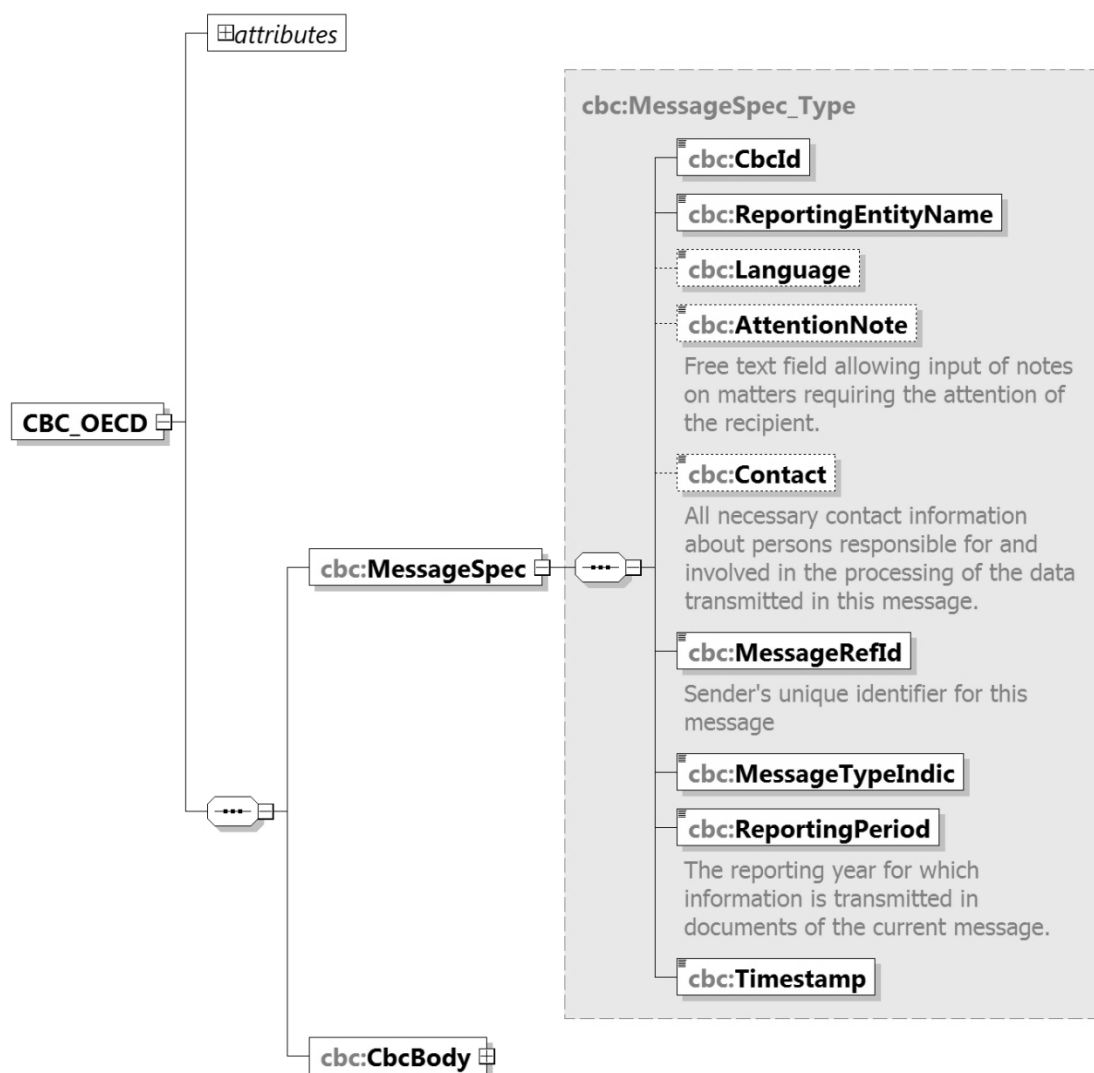 attributes
cbc:MessageSpec_Type
cbc:CbcId
cbc:ReportingEntityName
cbc:Language
cbc:AttentionNote
Free text field allowing input of notes
on matters requiring the attention of
the recipient.
CBC_OECD
cbc:Contact
All necessary contact information
about persons responsible for and
involved in the processing of the data
transmitted in this message.
cbc:MessageSpec
cbc:MessageRefId
Sender's unique identifier for this
message
cbc:MessageTypeIndic
cbc:ReportingPeriod
The reporting year for which
information is transmitted in
documents of the current message.
cbc:Timestamp
cbc:CbcBody